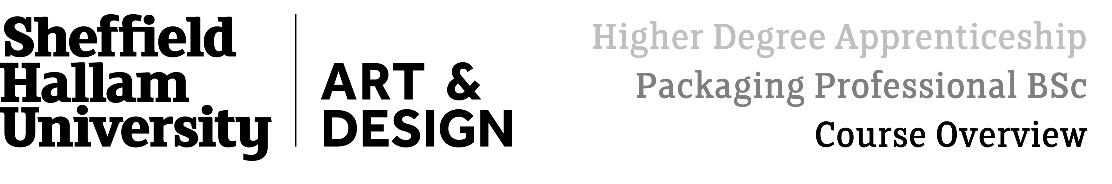 Sheffield
Hallam
University
ART &
DESIGN
Higher Degree Apprenticeship
Packaging Professional BSc
Course Overview